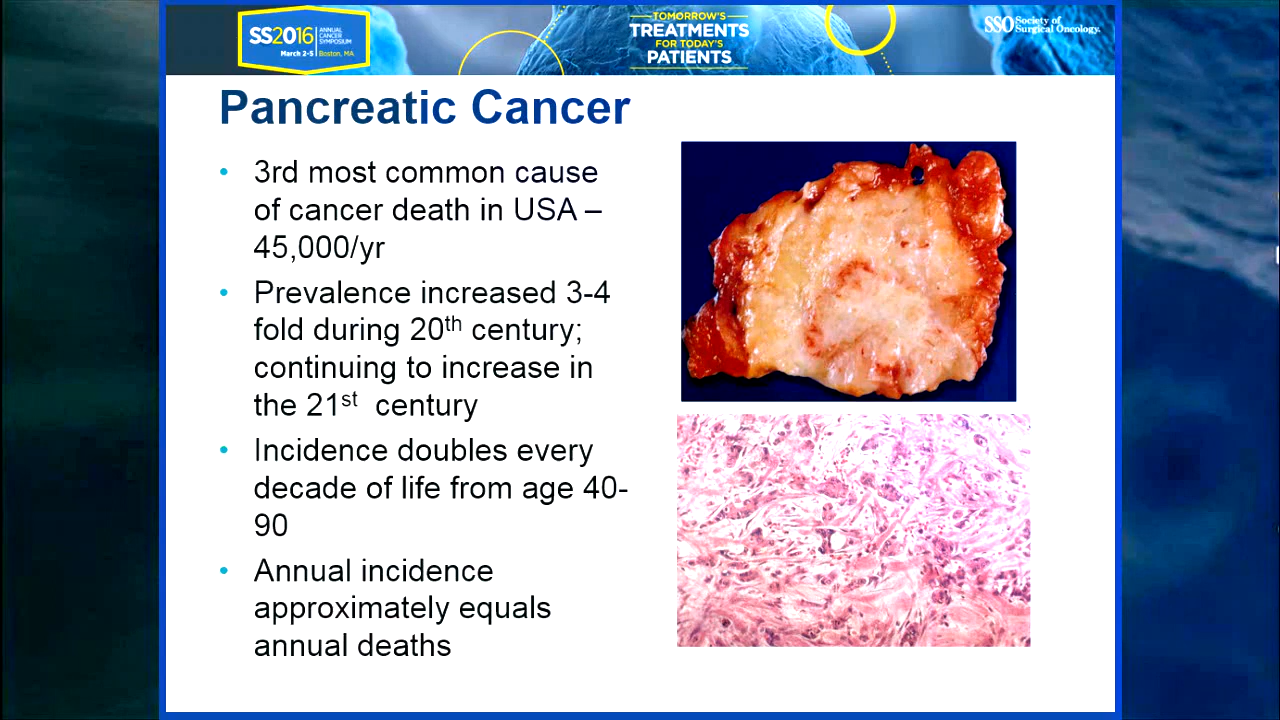 SS2016 ANNUAL CANCER SYMPOSIUM
March 2-5 | Boston, MA
TOMORROW'S
TREATMENTS
FOR TODAY'S
PATIENTS
SSO Society of
Surgical Oncology.
Pancreatic Cancer
• 3rd most common cause
of cancer death in USA –
45,000/yr
• Prevalence increased 3-4
fold during 20th century;
continuing to increase in
the 21st century
• Incidence doubles every
decade of life from age 40-
90
• Annual incidence
approximately equals
annual deaths